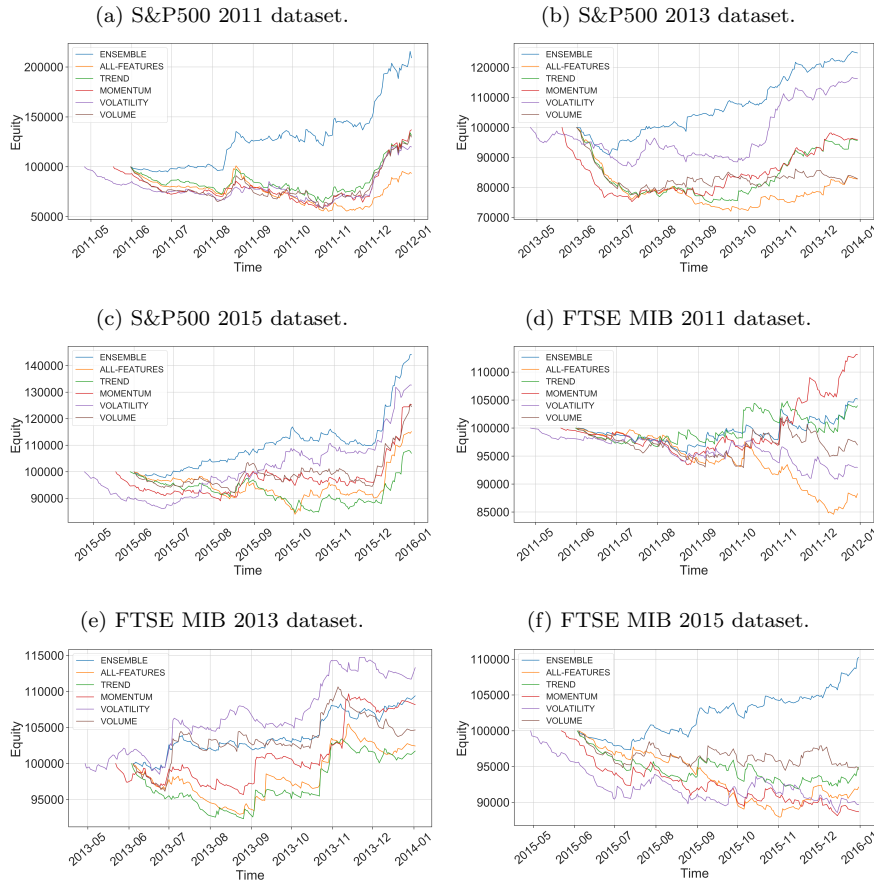 (a) S&P500 2011 dataset.
200000
150000
100000
50000
Equity
ENSEMBLE
ALL-FEATURES
TREND
MOMENTUM
VOLATILITY
VOLUME
2011-05
2011-06
2011-07
2011-08
2011-09
2011-10
2011-11
2011-12
2012-01
Time
(b) S&P500 2013 dataset.
120000
110000
100000
90000
80000
70000
Equity
ENSEMBLE
ALL-FEATURES
TREND
MOMENTUM
VOLATILITY
VOLUME
2013-05
2013-06
2013-07
2013-08
2013-09
2013-10
2013-11
2013-12
2014-01
Time
(c) S&P500 2015 dataset.
140000
130000
120000
110000
100000
90000
Equity
ENSEMBLE
ALL-FEATURES
TREND
MOMENTUM
VOLATILITY
VOLUME
2015-05
2015-06
2015-07
2015-08
2015-09
2015-10
2015-11
2015-12
2016-01
Time
(d) FTSE MIB 2011 dataset.
110000
105000
100000
95000
90000
85000
Equity
ENSEMBLE
ALL-FEATURES
TREND
MOMENTUM
VOLATILITY
VOLUME
2011-05
2011-06
2011-07
2011-08
2011-09
2011-10
2011-11
2011-12
2012-01
Time
(e) FTSE MIB 2013 dataset.
115000
110000
105000
100000
95000
Equity
ENSEMBLE
ALL-FEATURES
TREND
MOMENTUM
VOLATILITY
VOLUME
2013-05
2013-06
2013-07
2013-08
2013-09
2013-10
2013-11
2013-12
2014-01
Time
(f) FTSE MIB 2015 dataset.
110000
105000
100000
95000
90000
Equity
ENSEMBLE
ALL-FEATURES
TREND
MOMENTUM
VOLATILITY
VOLUME
2015-05
2015-06
2015-07
2015-08
2015-09
2015-10
2015-11
2015-12
2016-01
Time